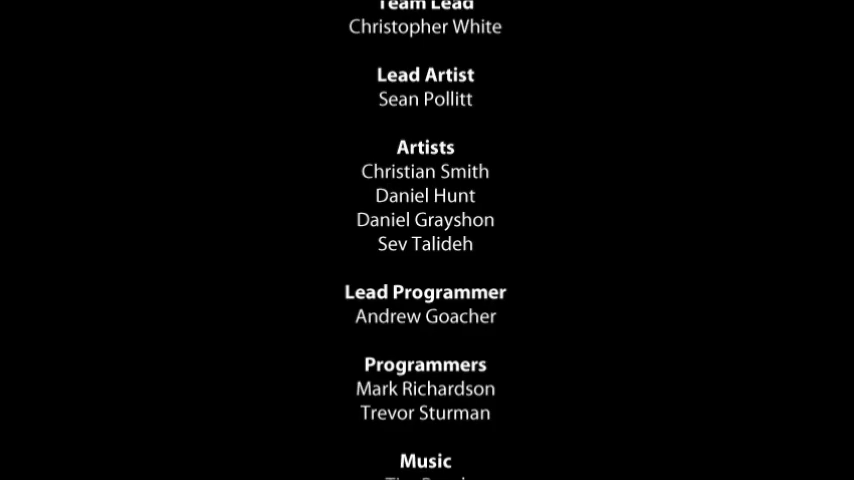 Team Lead
Christopher White
Lead Artist
Sean Pollitt
Artists
Christian Smith
Daniel Hunt
Daniel Grayshon
Sev Talideh
Lead Programmer
Andrew Goacher
Programmers
Mark Richardson
Trevor Sturman
Music